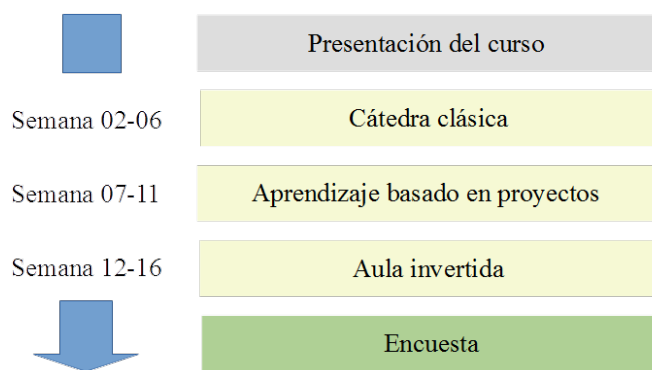 Presentación del curso
Semana 02-06 Cátedra clásica
Semana 07-11 Aprendizaje basado en proyectos
Semana 12-16 Aula invertida
Encuesta